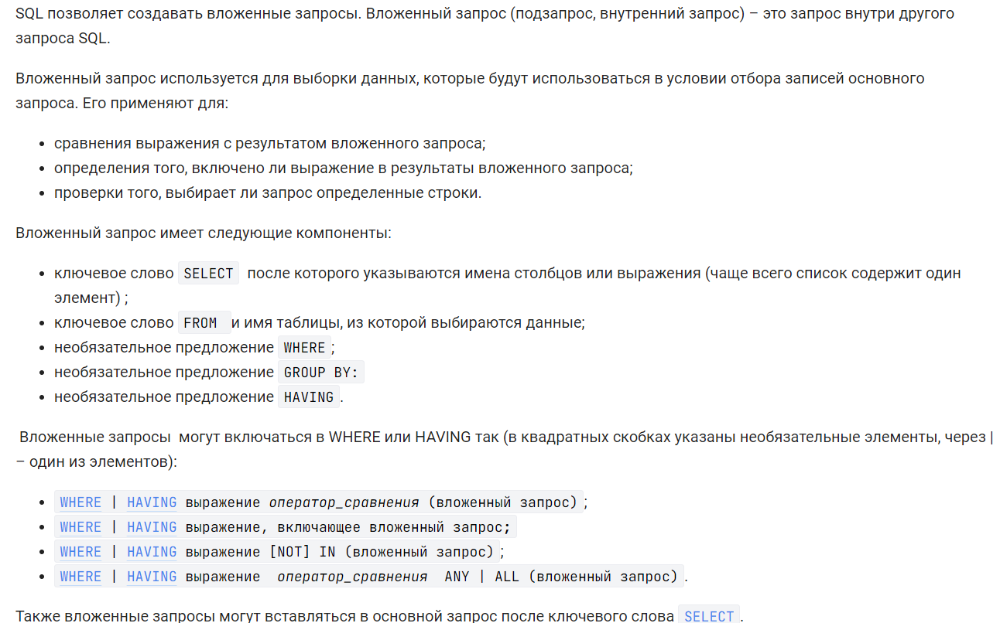 SQL позволяет создавать вложенные запросы. Вложенный запрос (подзапрос, внутренний запрос) – это запрос внутри другого
запроса SQL.
Вложенный запрос используется для выборки данных, которые будут использоваться в условии отбора записей основного
запроса. Его применяют для:
• сравнения выражения с результатом вложенного запроса;
• определения того, включено ли выражение в результаты вложенного запроса;
• проверки того, выбирает ли запрос определенные строки.
Вложенный запрос имеет следующие компоненты:
• ключевое слово SELECT после которого указываются имена столбцов или выражения (чаще всего список содержит один
элемент) ;
• ключевое слово FROM и имя таблицы, из которой выбираются данные;
• необязательное предложение WHERE ;
• необязательное предложение GROUP BY:
• необязательное предложение HAVING .
Вложенные запросы могут включаться в WHERE или HAVING так (в квадратных скобках указаны необязательные элементы, через |
– один из элементов):
• WHERE | HAVING выражение оператор_сравнения (вложенный запрос) ;
• WHERE | HAVING выражение, включающее вложенный запрос;
• WHERE | HAVING выражение [NOT] IN (вложенный запрос) ;
• WHERE | HAVING выражение оператор_сравнения ANY | ALL (вложенный запрос) .
Также вложенные запросы могут вставляться в основной запрос после ключевого слова SELECT .